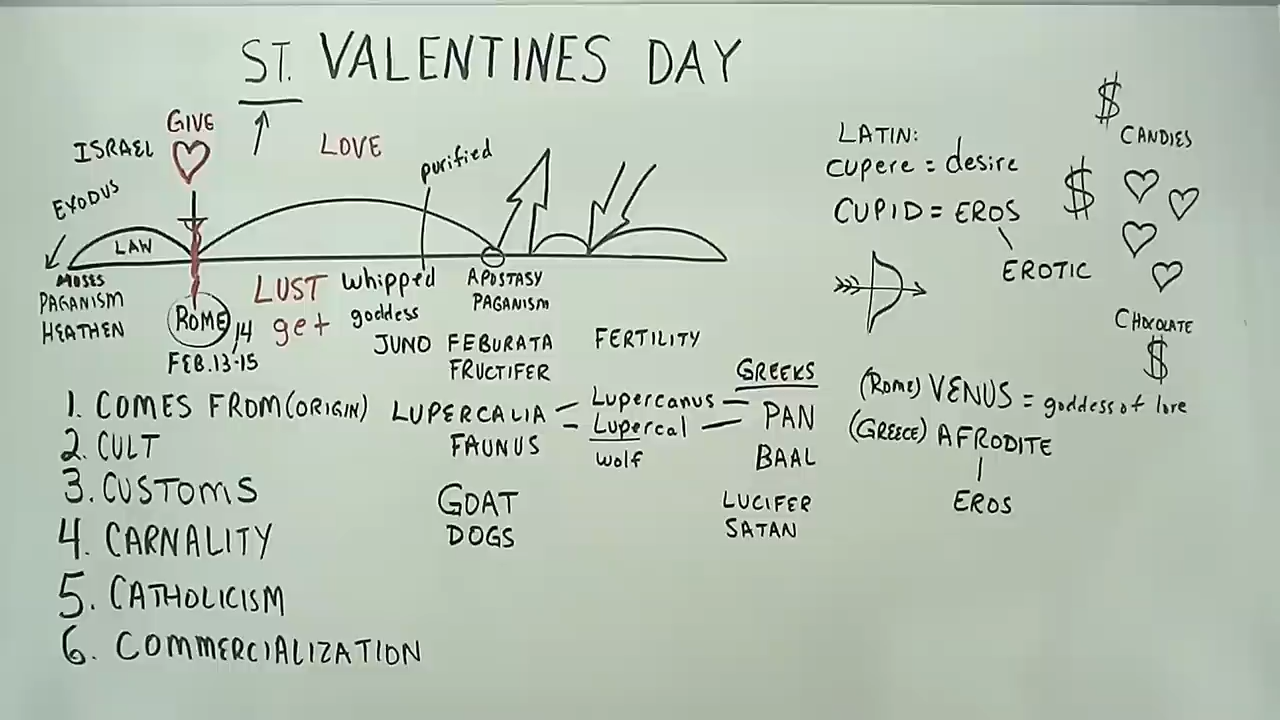 ST. VALENTINES DAY
GIVE
ISRAEL
LOVE
EXODUS
purified
LAW
MOSES
PAGANISM
HEATHEN
ROME
14
FEB. 13-15
LUST
get
whipped
goddess
JUNO
APOSTASY
PAGANISM
FEBURATA
FRUCTIFER
FERTILITY
LATIN:
cupere = desire
CUPID = EROS
EROTIC
$
CANDIES
$
CHOCOLATE
$
1. COMES FROM (ORIGIN)
2. CULT
3. CUSTOMS
4. CARNALITY
5. CATHOLICISM
6. COMMERCIALIZATION
LUPERCALIA — Lupercanus —
— Lupercal —
FAUNUS
wolf
GOAT
DOGS
GREEKS
PAN
BAAL
LUCIFER
SATAN
(ROME) VENUS = goddess of love
(GREECE) AFRODITE
EROS